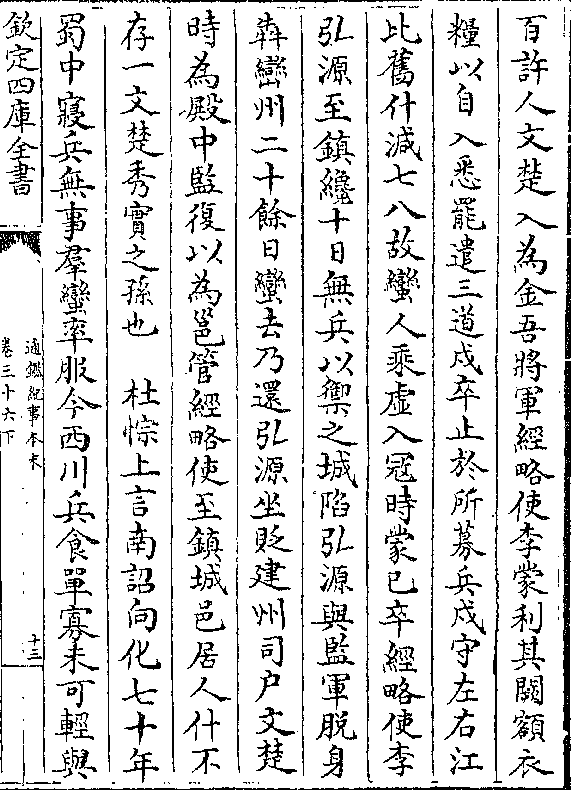 百許人文楚入為金吾將軍經略使李蒙利其闕額衣
糧以自入悉罷遣三道戍卒止於所募兵戍守左右江
比舊什減七八故蠻人乘虛入冦時蒙已卒經略使李
弘源至鎮纔十日無兵以禦之城陷弘源與監軍脱身
犇巒州二十餘日蠻去乃還弘源坐貶建州司户文楚
時為殿中監復以為邕管經略使至鎮城邑居人什不
存一文楚秀實之孫也　杜悰上言南詔向化七十年
蜀中寢兵無事羣蠻率服今西川兵食單寡未可輕與
欽定四庫全書
通鑑紀事本末
卷三十六下
十三